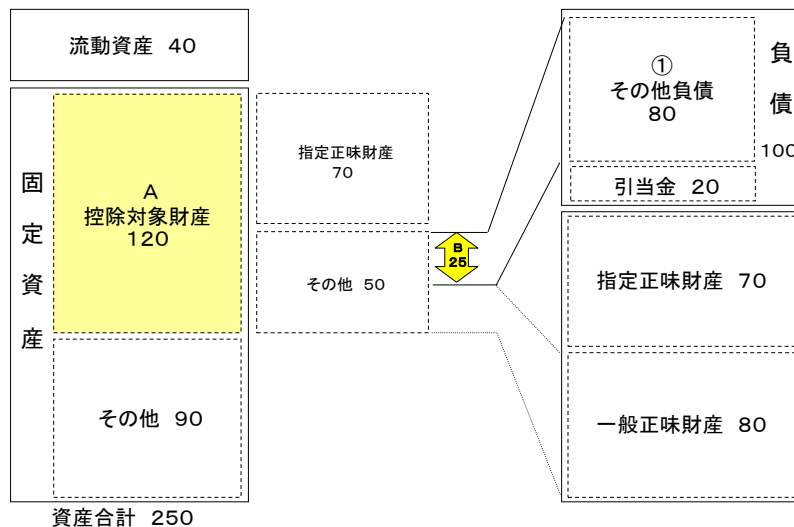 流動資産 40
固定資産
A
控除対象財産
120
その他 90
資産合計 250
指定正味財産
70
その他 50
B
25
①
その他負債
80
負債
100
引当金 20
指定正味財産 70
一般正味財産 80